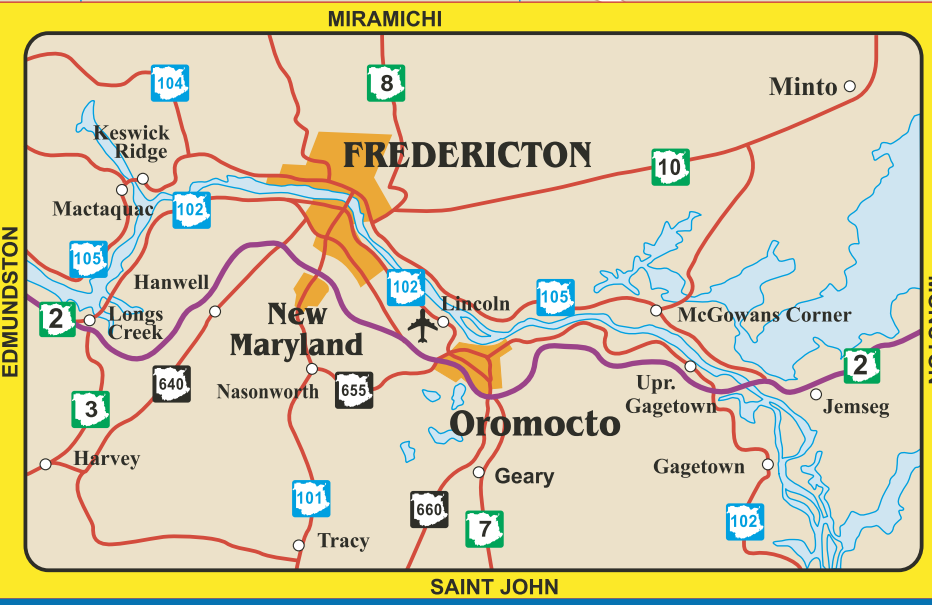 MIRAMICHI
104
8
Minto
Keswick
Ridge
FREDERICTON
10
Mactaquac
102
105
EDMUNDSTON
Hanwell
102
105
Lincoln
2
Longs
Creek
New
Maryland
McGowans Corner
2
640
Nasonworth
655
Upr.
Gagetown
Jemseg
3
Oromocto
Harvey
Geary
Gagetown
101
660
7
102
Tracy
SAINT JOHN